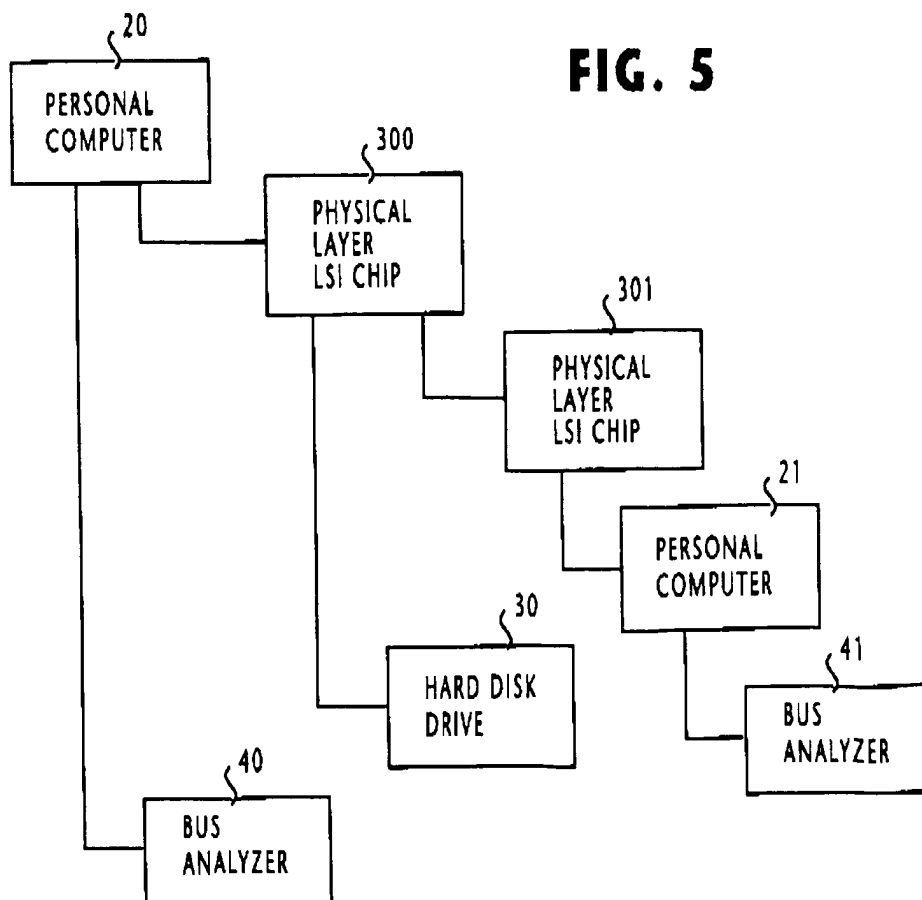 FIG. 5
20
PERSONAL
COMPUTER
300
PHYSICAL
LAYER
LSI CHIP
301
PHYSICAL
LAYER
LSI CHIP
21
PERSONAL
COMPUTER
30
HARD DISK
DRIVE
41
BUS
ANALYZER
40
BUS
ANALYZER